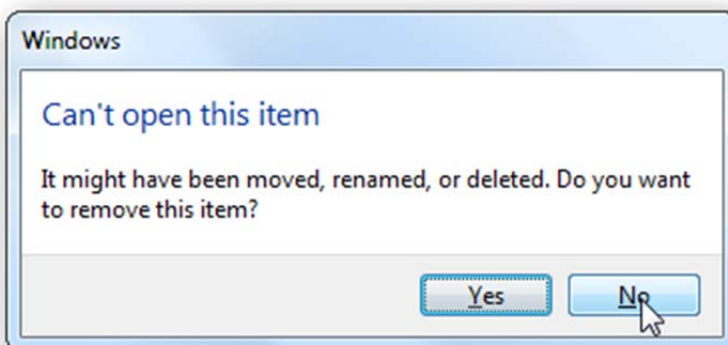 Windows
Can't open this item
It might have been moved, renamed, or deleted. Do you want
to remove this item?
Yes
No